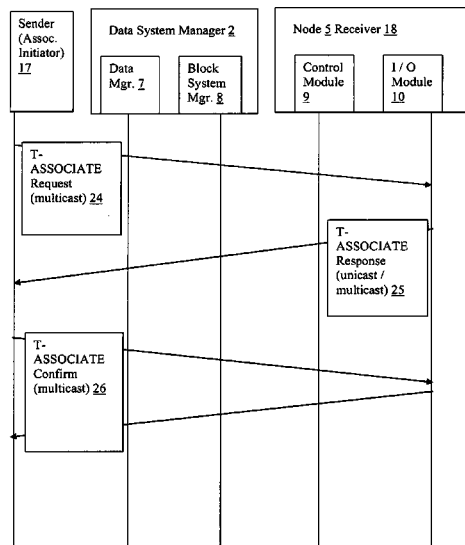 Sender
(Assoc.
Initiator)
17
Data System Manager 2
Data
Mgr. 7
Block
System
Mgr. 8
Node 5 Receiver 18
Control
Module
9
I / O
Module
10
T-
ASSOCIATE
Request
(multicast) 24
T-
ASSOCIATE
Response
(unicast /
multicast) 25
T-
ASSOCIATE
Confirm
(multicast) 26